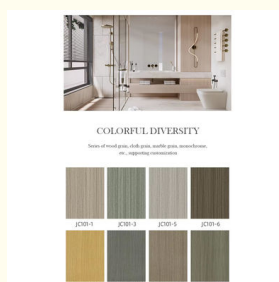 COLORFUL DIVERSITY
Series of wood grain, cloth grain, marble grain, monochrome,
etc., supporting customization
JC101-1 JC101-3 JC101-5 JC101-6